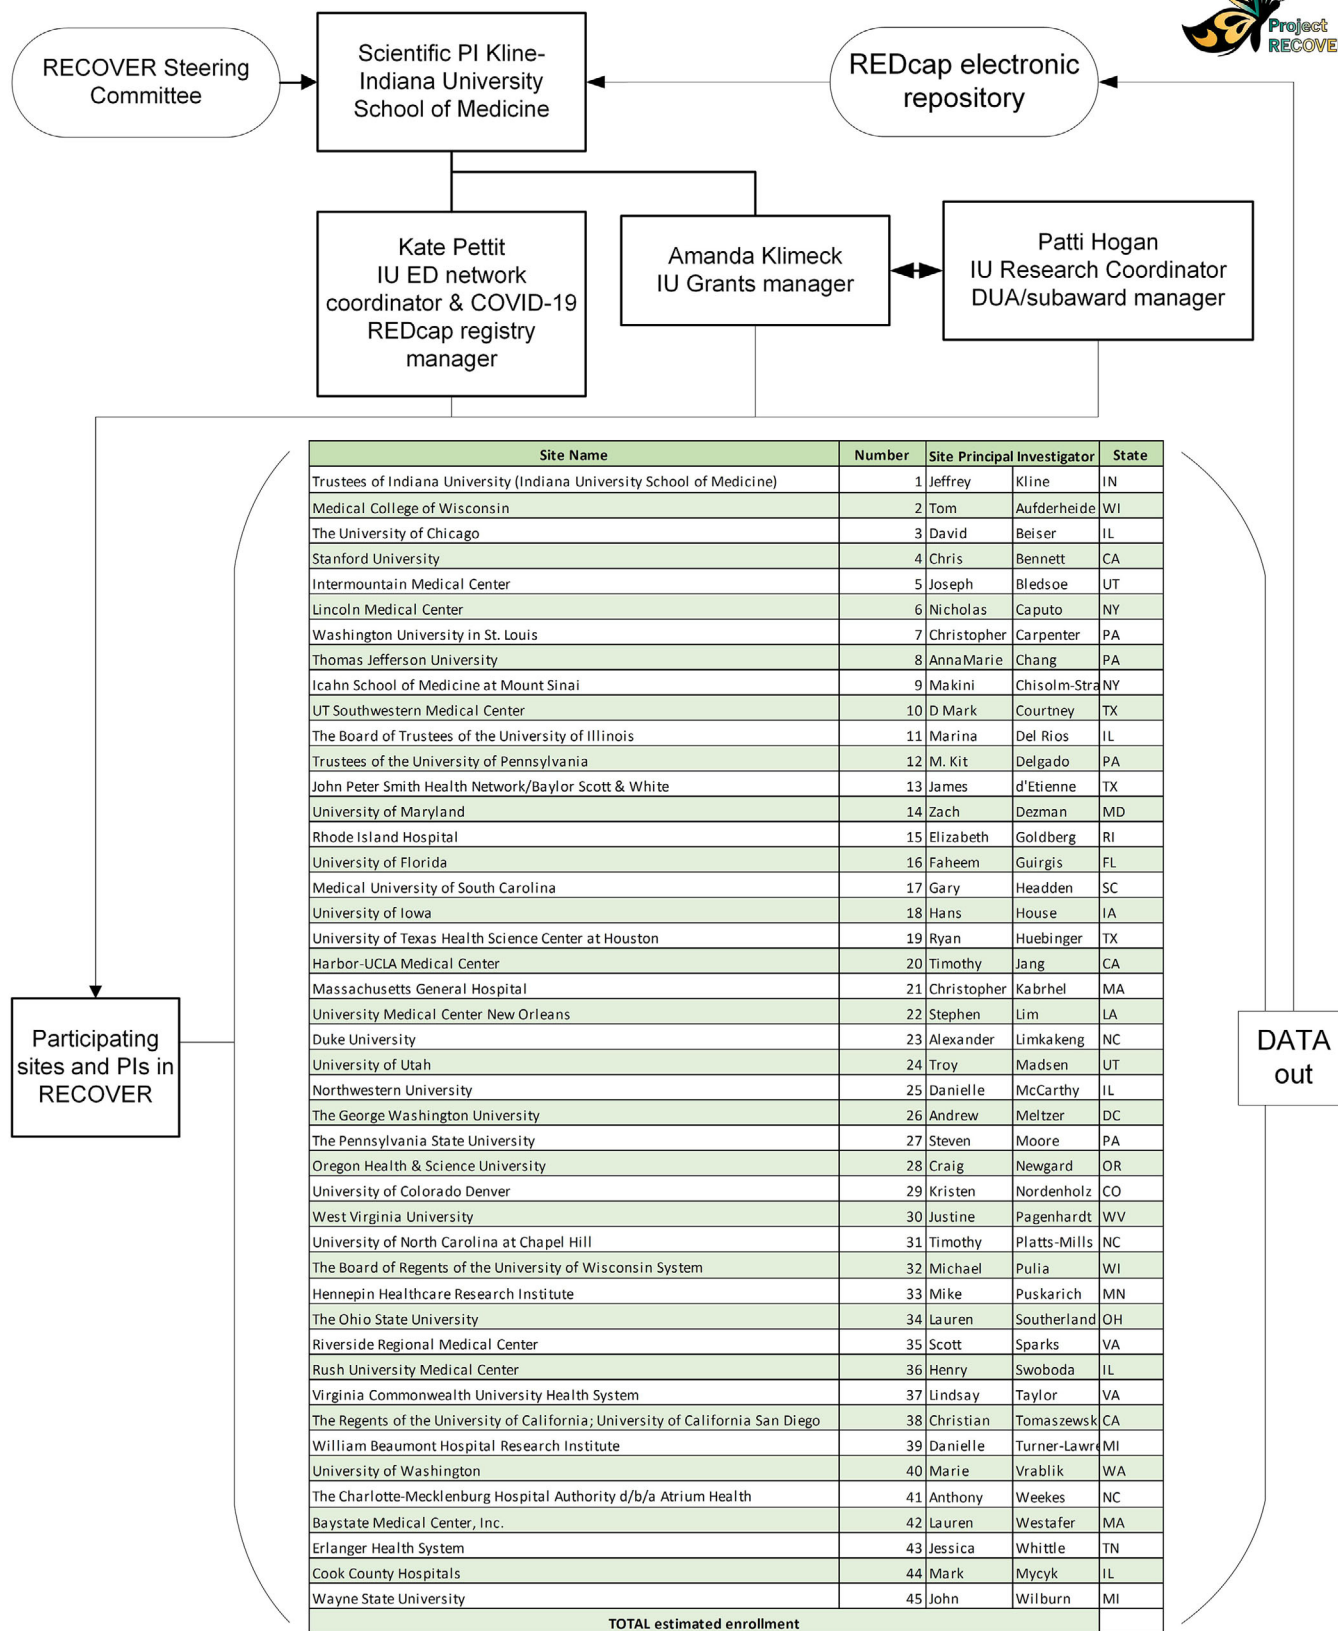 Project
RECOVE
RECOVER Steering
Committee
Scientific PI Kline-
Indiana University
School of Medicine
REDcap electronic
repository
Kate Pettit
IU ED network
coordinator & COVID-19
REDcap registry
manager
Amanda Klimeck
IU Grants manager
Patti Hogan
IU Research Coordinator
DUA/subaward manager
Site Name Number Site Principal Investigator State
Trustees of Indiana University (Indiana University School of Medicine) 1 Jeffrey Kline IN
Medical College of Wisconsin 2 Tom Aufderheide WI
The University of Chicago 3 David Beiser IL
Stanford University 4 Chris Bennett CA
Intermountain Medical Center 5 Joseph Bledsoe UT
Lincoln Medical Center 6 Nicholas Caputo NY
Washington University in St. Louis 7 Christopher Carpenter PA
Thomas Jefferson University 8 AnnaMarie Chang PA
Icahn School of Medicine at Mount Sinai 9 Makini Chisolm-Stra NY
UT Southwestern Medical Center 10 D Mark Courtney TX
The Board of Trustees of the University of Illinois 11 Marina Del Rios IL
Trustees of the University of Pennsylvania 12 M. Kit Delgado PA
John Peter Smith Health Network/Baylor Scott & White 13 James d'Etienne TX
University of Maryland 14 Zach Dezman MD
Rhode Island Hospital 15 Elizabeth Goldberg RI
University of Florida 16 Faheem Guirgis FL
Medical University of South Carolina 17 Gary Headden SC
University of Iowa 18 Hans House IA
University of Texas Health Science Center at Houston 19 Ryan Huebinger TX
Harbor-UCLA Medical Center 20 Timothy Jang CA
Massachusetts General Hospital 21 Christopher Kabrhel MA
University Medical Center New Orleans 22 Stephen Lim LA
Duke University 23 Alexander Limkakeng NC
University of Utah 24 Troy Madsen UT
Northwestern University 25 Danielle McCarthy IL
The George Washington University 26 Andrew Meltzer DC
The Pennsylvania State University 27 Steven Moore PA
Oregon Health & Science University 28 Craig Newgard OR
University of Colorado Denver 29 Kristen Nordenholz CO
West Virginia University 30 Justine Pagenhardt WV
University of North Carolina at Chapel Hill 31 Timothy Platts-Mills NC
The Board of Regents of the University of Wisconsin System 32 Michael Pulia WI
Hennepin Healthcare Research Institute 33 Mike Puskarich MN
The Ohio State University 34 Lauren Southerland OH
Riverside Regional Medical Center 35 Scott Sparks VA
Rush University Medical Center 36 Henry Swoboda IL
Virginia Commonwealth University Health System 37 Lindsay Taylor VA
The Regents of the University of California; University of California San Diego 38 Christian Tomaszewsk CA
William Beaumont Hospital Research Institute 39 Danielle Turner-Lawre MI
University of Washington 40 Marie Vrablik WA
The Charlotte-Mecklenburg Hospital Authority d/b/a Atrium Health 41 Anthony Weekes NC
Baystate Medical Center, Inc. 42 Lauren Westafer MA
Erlanger Health System 43 Jessica Whittle TN
Cook County Hospitals 44 Mark Mycyk IL
Wayne State University 45 John Wilburn MI
TOTAL estimated enrollment
Participating
sites and PIs in
RECOVER
DATA
out